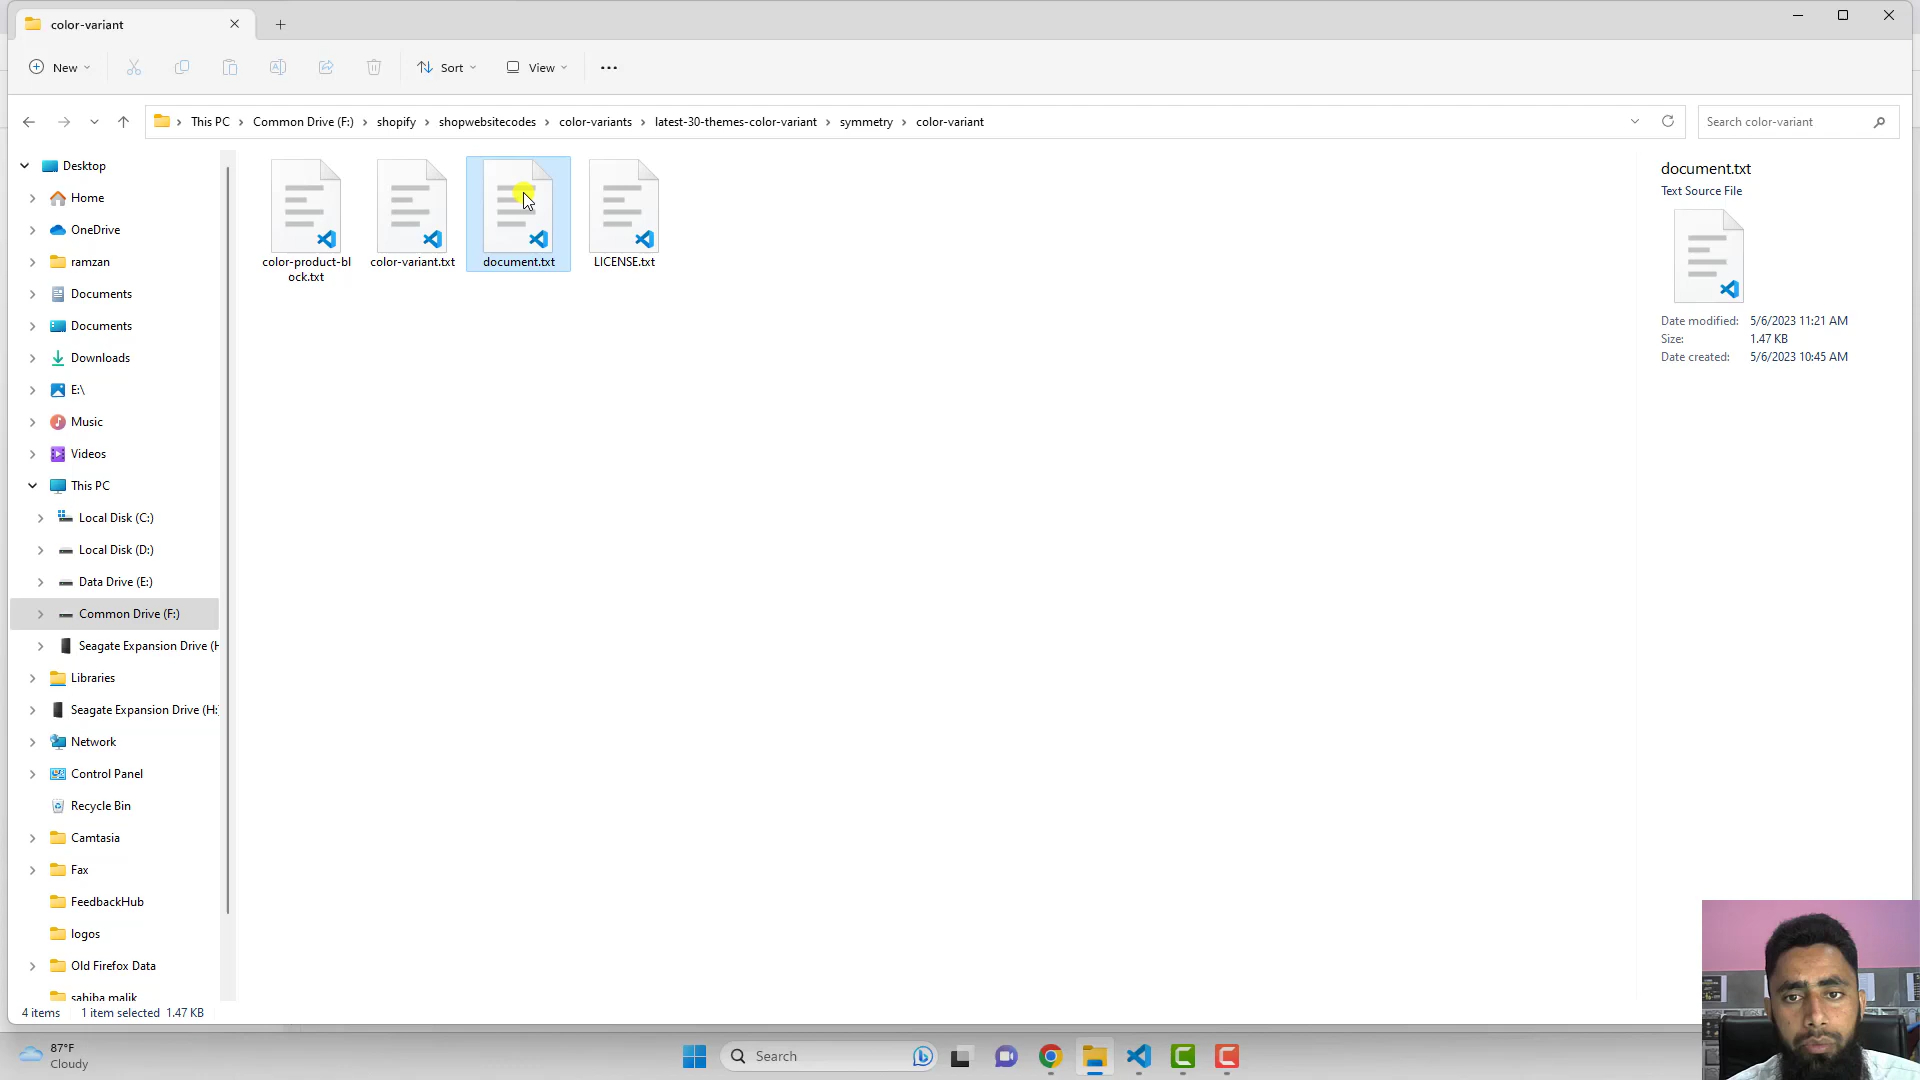 color-variant
New
Sort
View
This PC
Common Drive (F:)
shopify
shopwebsitecodes
color-variants
latest-30-themes-color-variant
symmetry
color-variant
Search color-variant
Desktop
Home
OneDrive
ramzan
Documents
Documents
Downloads
E:\
Music
Videos
This PC
Local Disk (C:)
Local Disk (D:)
Data Drive (E:)
Common Drive (F:)
Seagate Expansion Drive (H
Libraries
Seagate Expansion Drive (H:
Network
Control Panel
Recycle Bin
Camtasia
Fax
FeedbackHub
logos
Old Firefox Data
sahiba malik
color-product-bl
ock.txt
color-variant.txt
document.txt
LICENSE.txt
document.txt
Text Source File
Date modified: 5/6/2023 11:21 AM
Size: 1.47 KB
Date created: 5/6/2023 10:45 AM
4 items
1 item selected 1.47 KB
87°F
Cloudy
Search